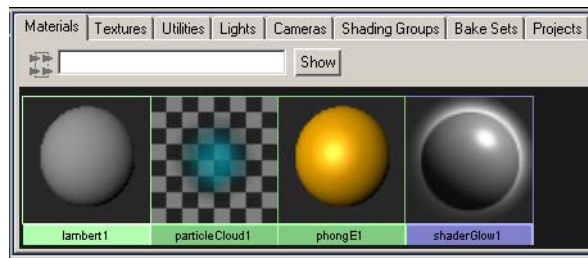 Materials Textures Utilities Lights Cameras Shading Groups Bake Sets Projects
Show
lambert1 particleCloud1 phongE1 shaderGlow1